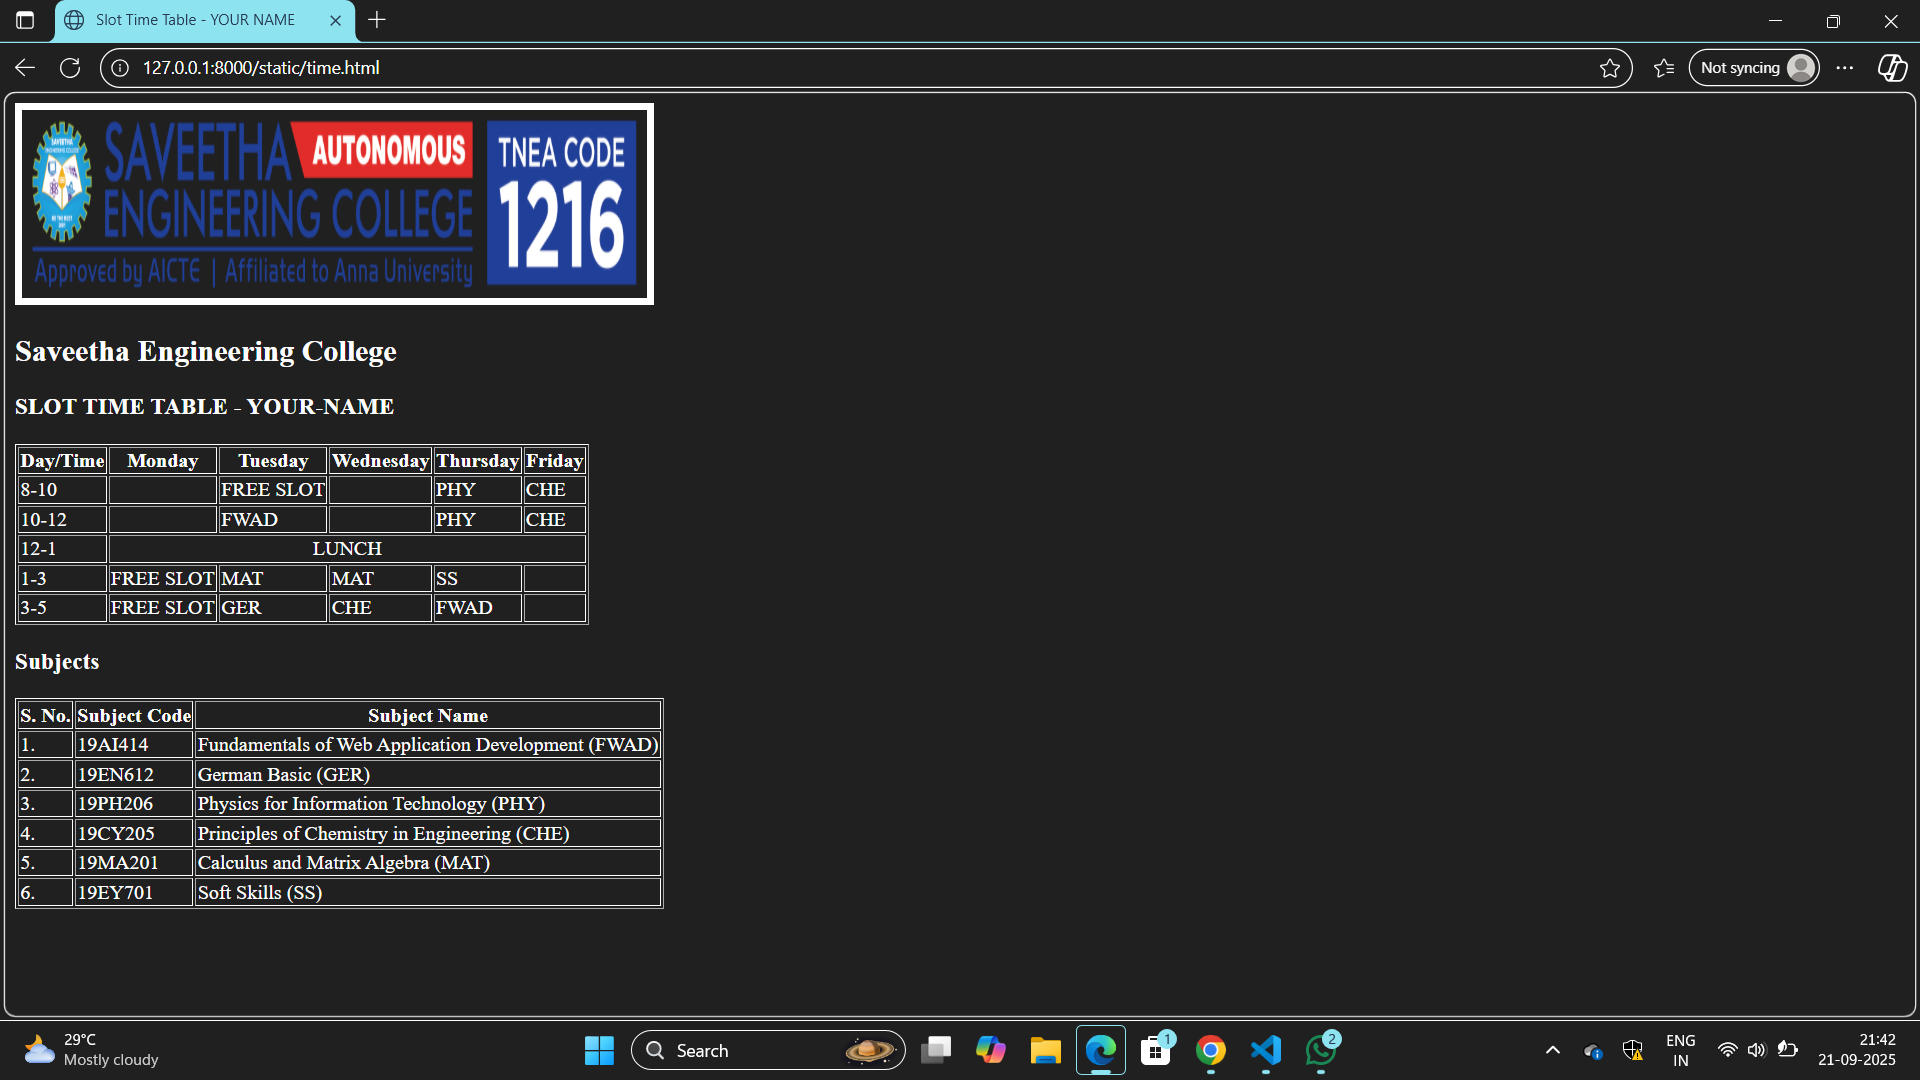 Slot Time Table - YOUR NAME
127.0.0.1:8000/static/time.html
Not syncing
SAVEETHA AUTONOMOUS
ENGINEERING COLLEGE
Approved by AICTE | Affiliated to Anna University
TNEA CODE
1216
Saveetha Engineering College
SLOT TIME TABLE - YOUR-NAME
Day/Time Monday Tuesday Wednesday Thursday Friday
8-10 FREE SLOT PHY CHE
10-12 FWAD PHY CHE
12-1 LUNCH
1-3 FREE SLOT MAT MAT SS
3-5 FREE SLOT GER CHE FWAD
Subjects
S. No. Subject Code Subject Name
1. 19AI414 Fundamentals of Web Application Development (FWAD)
2. 19EN612 German Basic (GER)
3. 19PH206 Physics for Information Technology (PHY)
4. 19CY205 Principles of Chemistry in Engineering (CHE)
5. 19MA201 Calculus and Matrix Algebra (MAT)
6. 19EY701 Soft Skills (SS)
29°C
Mostly cloudy
Search
1
2
ENG
IN
21:42
21-09-2025